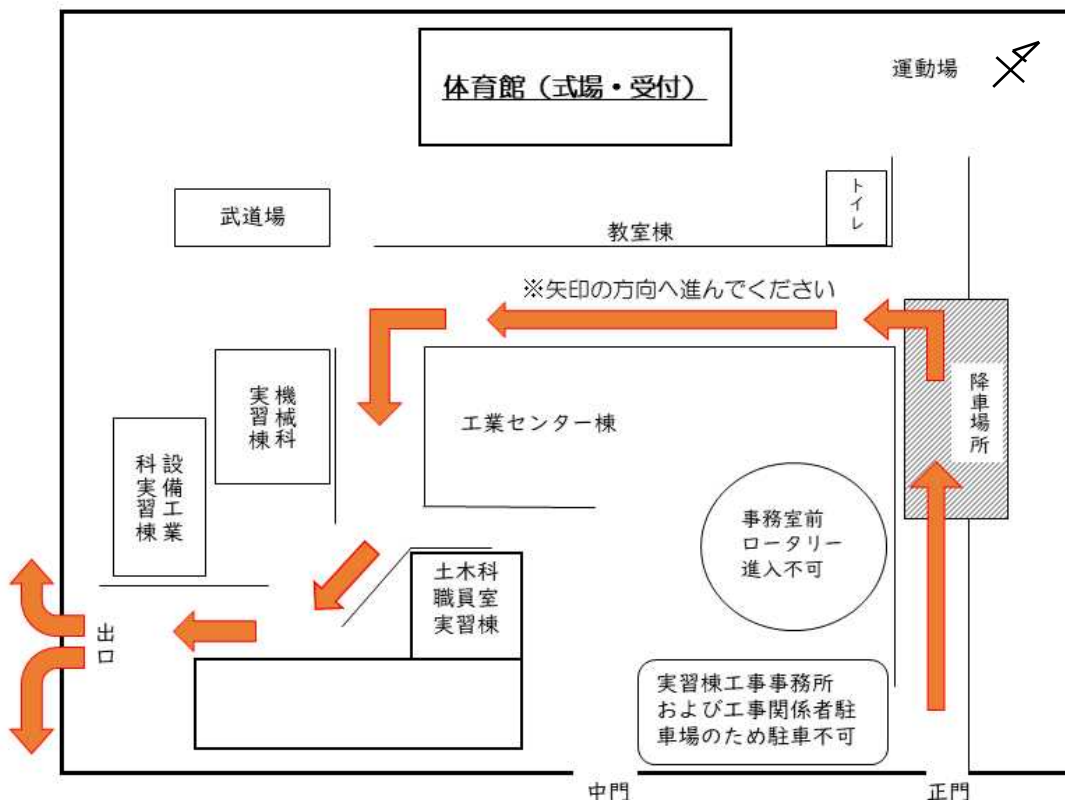 体育館（式場・受付）
運動場
武道場
教室棟
トイレ
※矢印の方向へ進んでください
機械科
実習棟
工業センター棟
降車場所
設備工業
科実習棟
事務室前
ロータリー
進入不可
土木科
職員室
実習棟
出口
実習棟工事事務所
および工事関係者駐
車場のため駐車不可
中門
正門